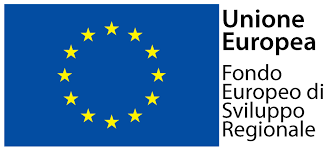 Unione
Europea
Fondo
Europeo di
Sviluppo
Regionale